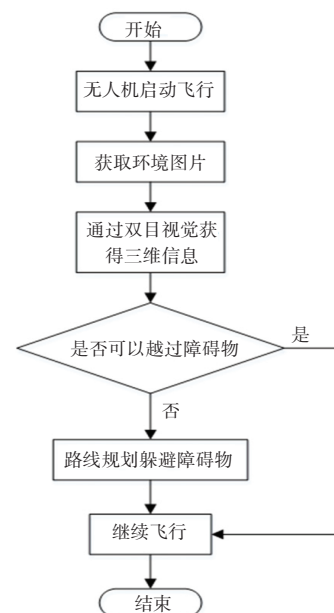 开始
无人机启动飞行
获取环境图片
通过双目视觉获
得三维信息
是否可以越过障碍物
是
否
路线规划躲避障碍物
继续飞行
结束